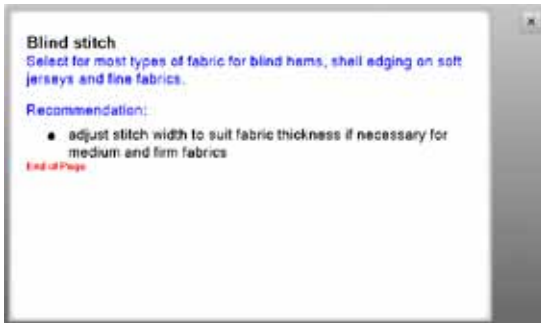 Blind stitch
Select for most types of fabric for blind hems, shell edging on soft
jerseys and fine fabrics.
Recommendation:
• adjust stitch width to suit fabric thickness if necessary for
medium and firm fabrics
End of Page